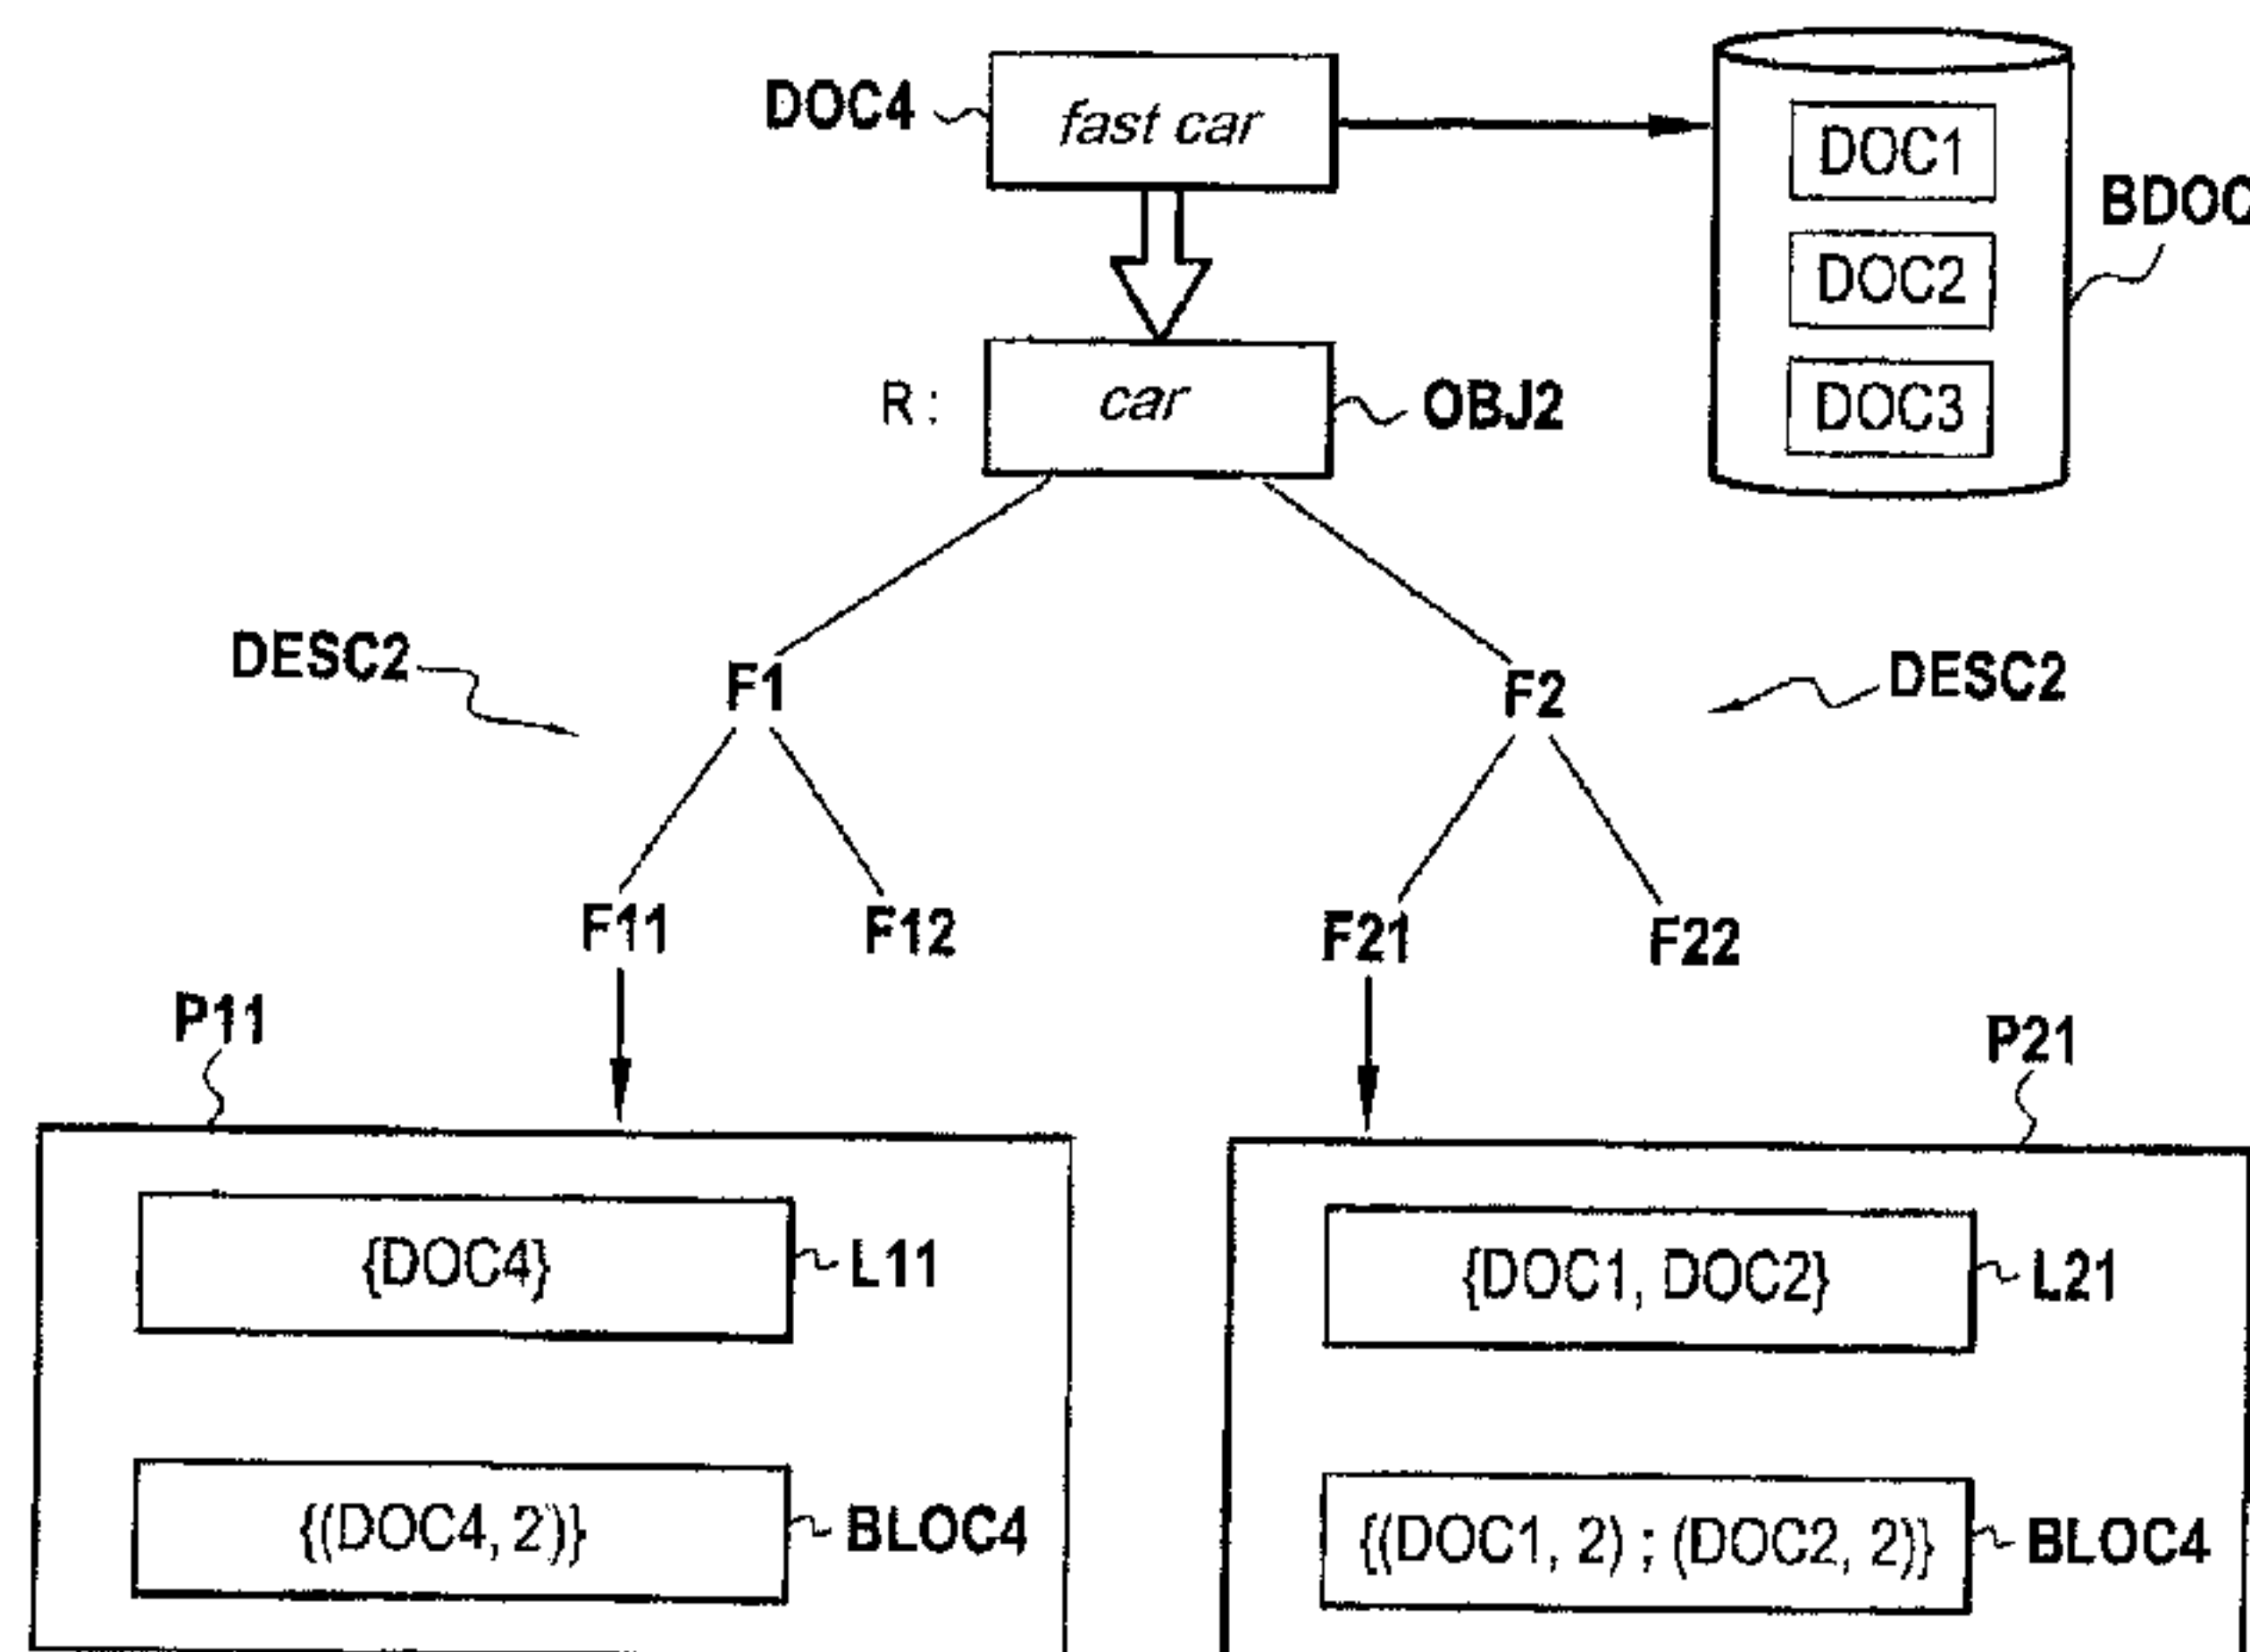 DOC4
fast car
DOC1
BDOC
DOC2
DOC3
R :
car
OBJ2
DESC2
F1
F2
DESC2
F11
F12
F21
F22
P11
P21
{DOC4}
L11
{DOC1, DOC2}
L21
{(DOC4, 2)}
BLOC4
{(DOC1, 2) ; (DOC2, 2)}
BLOC4